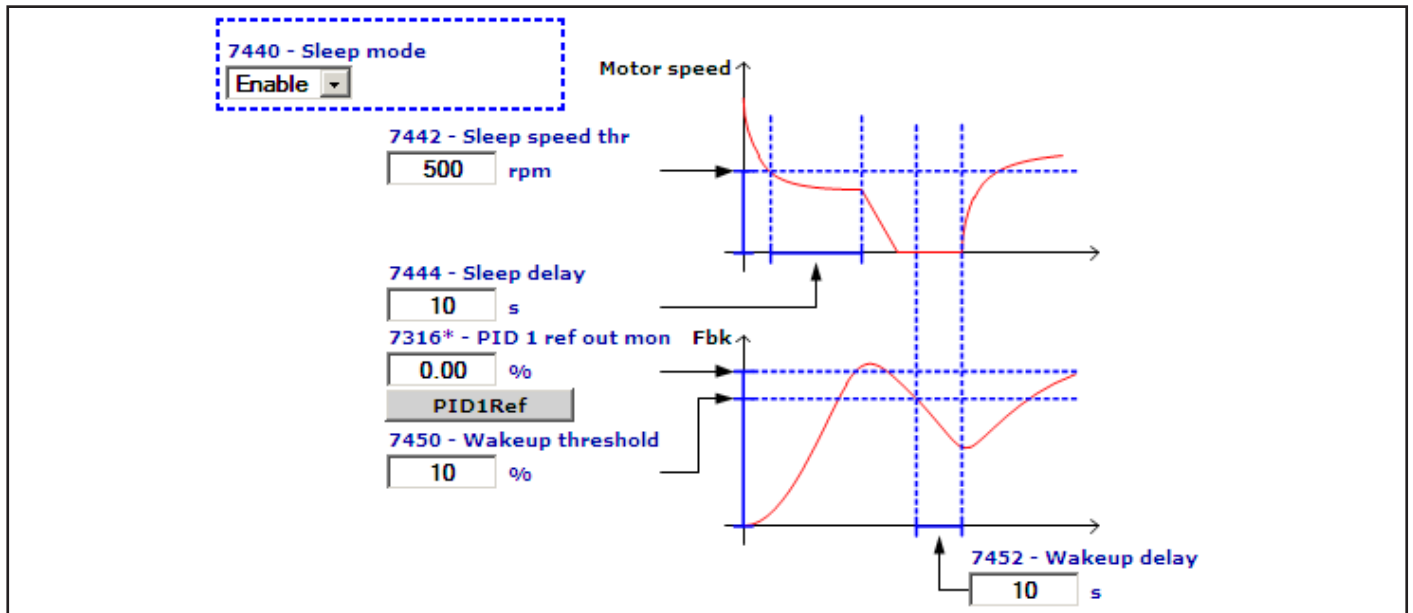 7440 - Sleep mode
Enable
Motor speed
7442 - Sleep speed thr
500 rpm
7444 - Sleep delay
10 s
7316* - PID 1 ref out mon
Fbk
0.00 %
PID1Ref
7450 - Wakeup threshold
10 %
7452 - Wakeup delay
10 s